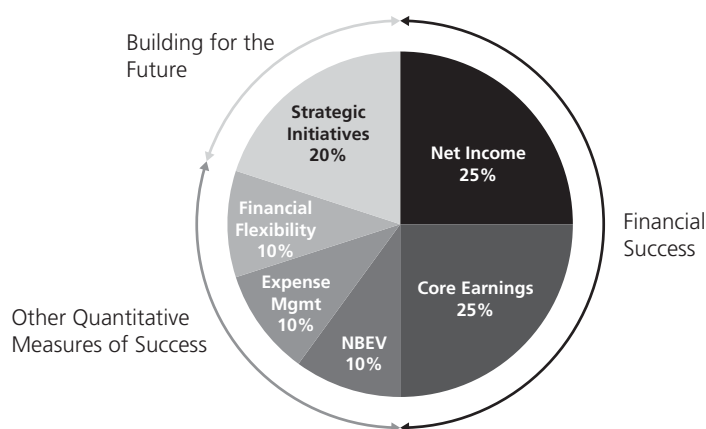 Building for the
Future
Strategic
Initiatives
20%
Net Income
25%
Financial
Flexibility
10%
Financial
Success
Expense
Mgmt
10%
Core Earnings
25%
Other Quantitative
Measures of Success
NBEV
10%